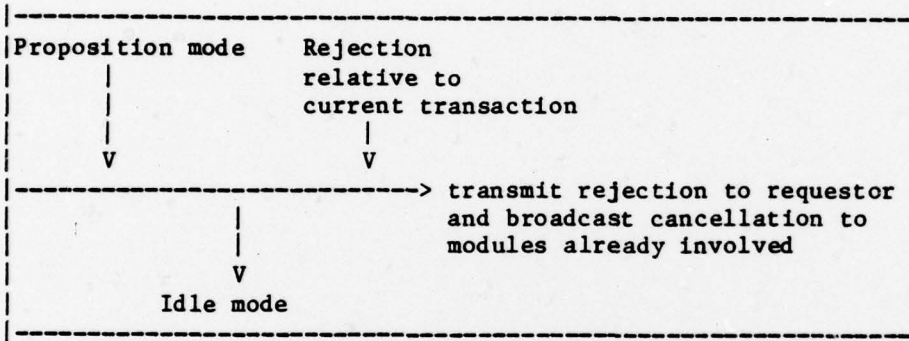 Proposition mode Rejection
relative to
current transaction
V V
> transmit rejection to requestor
and broadcast cancellation to
modules already involved
V
Idle mode